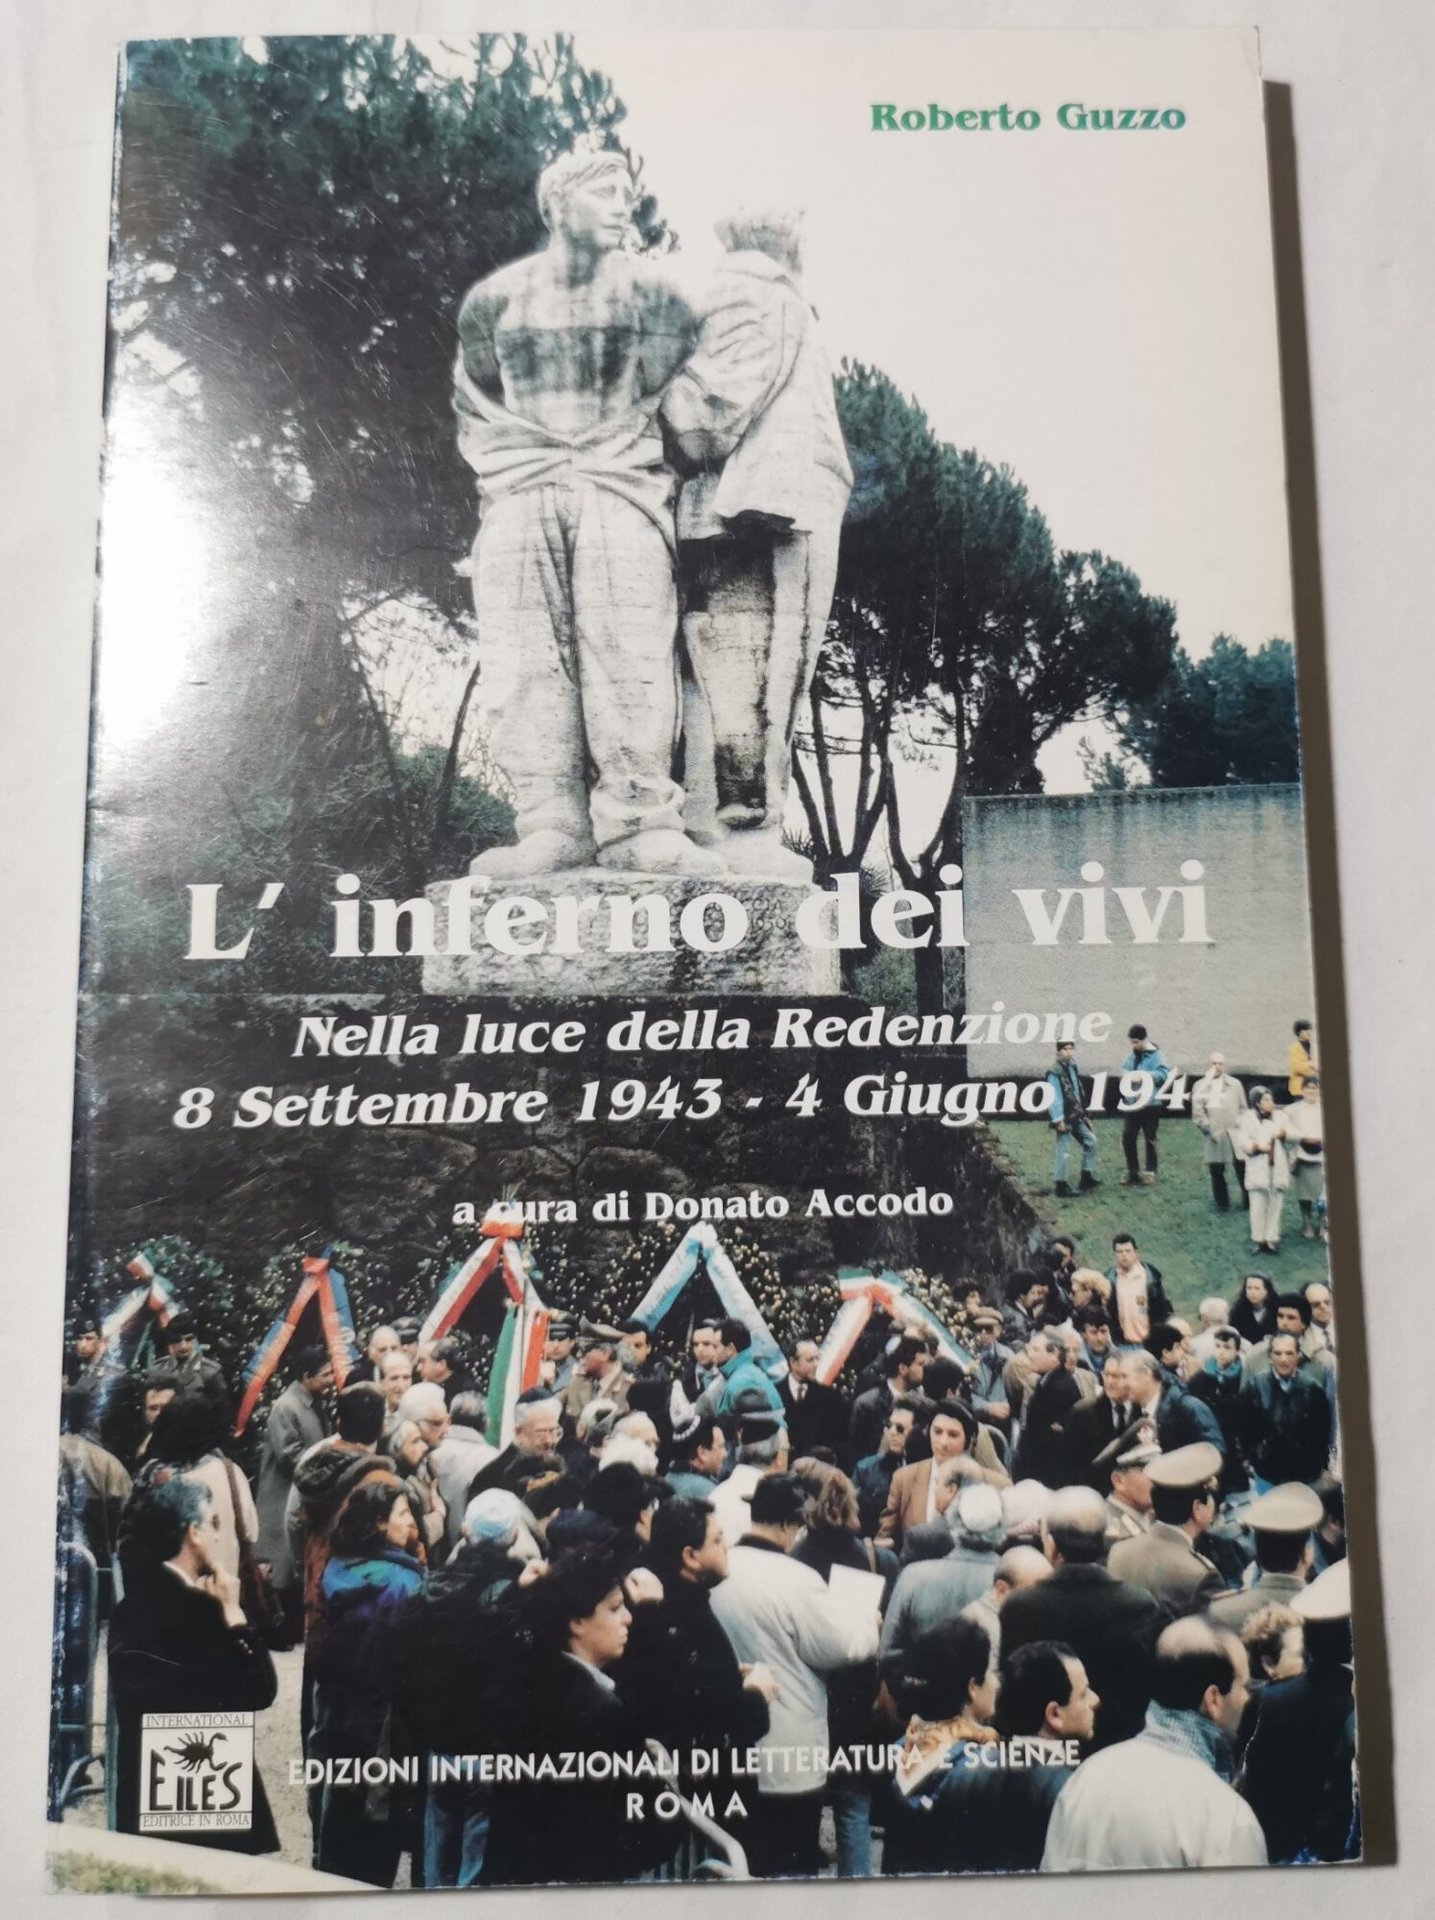 Roberto Guzzo
L' inferno dei vivi
Nella luce della Redenzione
8 Settembre 1943 - 4 Giugno 1944
a cura di Donato Accodo
INTERNATIONAL
EILES
EDITRICE IN ROMA
EDIZIONI INTERNAZIONALI DI LETTERATURA E SCIENZE
ROMA